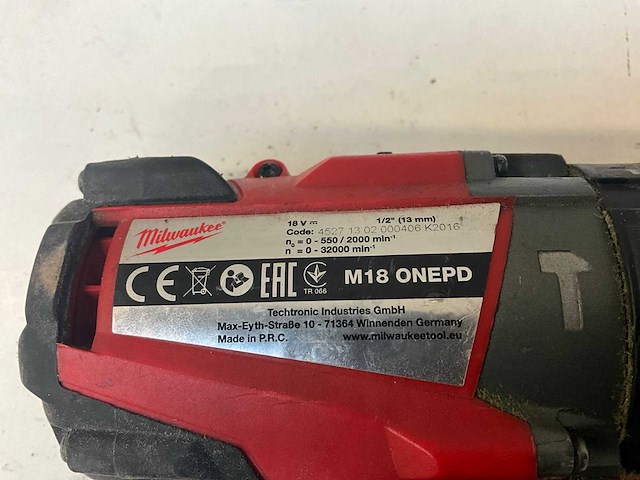 Milwaukee
18 V ⎓ 1/2" (13 mm)
Code: 4527 13 02 000406 K2016
n₀ = 0 - 550 / 2000 min⁻¹
n = 0 - 32000 min⁻¹
CE EAC TR 066 M18 ONEPD
Techtronic Industries GmbH
Max-Eyth-Straße 10 - 71364 Winnenden Germany
Made in P.R.C. www.milwaukeetool.eu